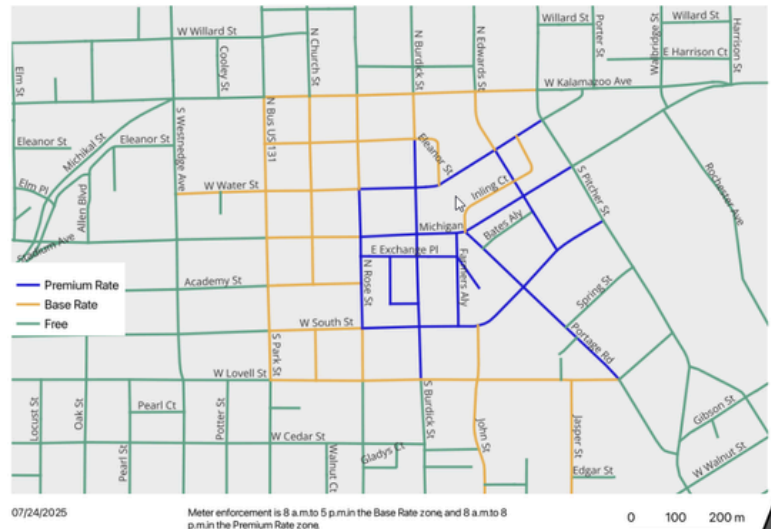 W Willard St
Willard St
Willard St
Porter St
Harrison St
E Harrison Ct
W Kalamazoo Ave
N Church St
N Burdick St
N Edwards St
Cooley St
Elm St
N Bus US 131
S Westnedge Ave
Eleanor St
Eleanor St
Eleanor St
Michikal St
Elm Pl
Allen Blvd
Stadium Ave
W Water St
Inling Ct
Bates Aly
S Pitcher St
Rochester Ave
Michigan
E Exchange Pl
Farmers Aly
N Rose St
Academy St
Spring St
Portage Rd
W South St
S Park St
W Lovell St
Premium Rate
Base Rate
Free
Locust St
Oak St
Pearl Ct
Pearl St
Potter St
W Cedar St
Walnut Ct
Gladys Ct
S Burdick St
John St
Jasper St
Edgar St
Gibson St
W Walnut St
07/24/2025
Meter enforcement is 8 a.m.to 5 p.m.in the Base Rate zone, and 8 a.m.to 8
p.m.in the Premium Rate zone.
0 100 200 m